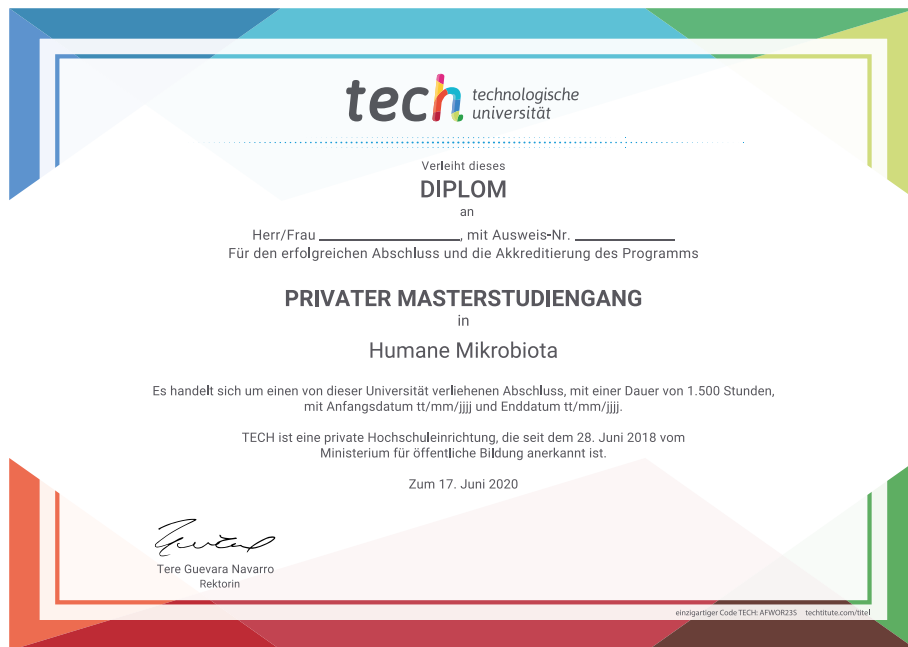 tech technologische
universität
Verleiht dieses
DIPLOM
an
Herr/Frau ____________, mit Ausweis-Nr. ____________
Für den erfolgreichen Abschluss und die Akkreditierung des Programms
PRIVATER MASTERSTUDIENGANG
in
Humane Mikrobiota
Es handelt sich um einen von dieser Universität verliehenen Abschluss, mit einer Dauer von 1.500 Stunden,
mit Anfangsdatum tt/mm/jjjj und Enddatum tt/mm/jjjj.
TECH ist eine private Hochschuleinrichtung, die seit dem 28. Juni 2018 vom
Ministerium für öffentliche Bildung anerkannt ist.
Zum 17. Juni 2020
Tere Guevara Navarro
Rektorin
einzigartiger Code TECH: AFWOR23S techtitute.com/titel